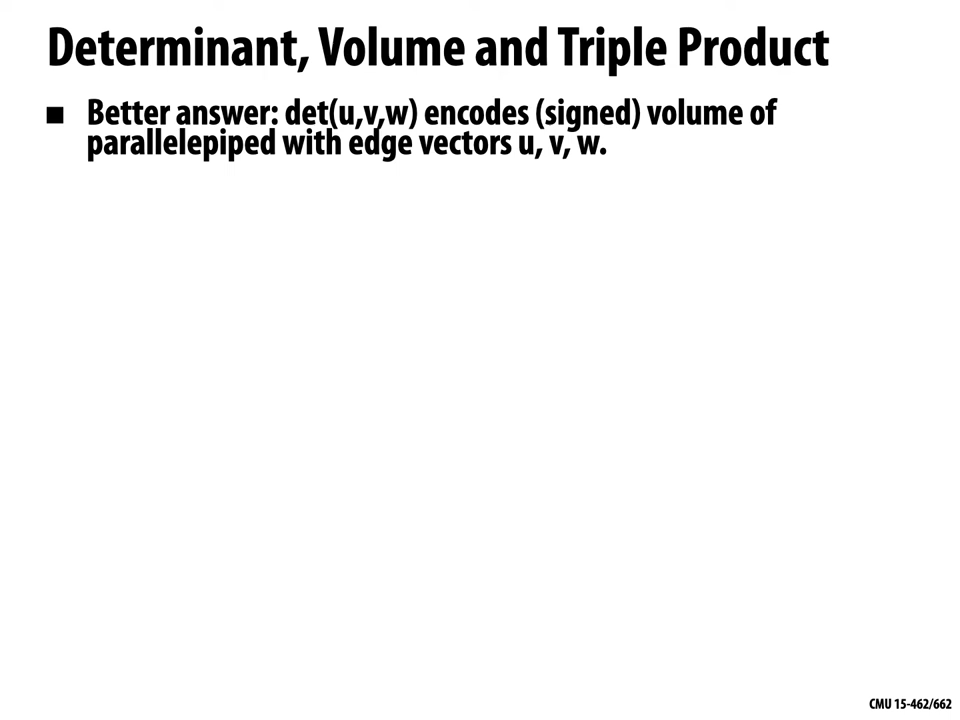 Determinant, Volume and Triple Product
■ Better answer: det(u,v,w) encodes (signed) volume of
parallelepiped with edge vectors u, v, w.
CMU 15-462/662